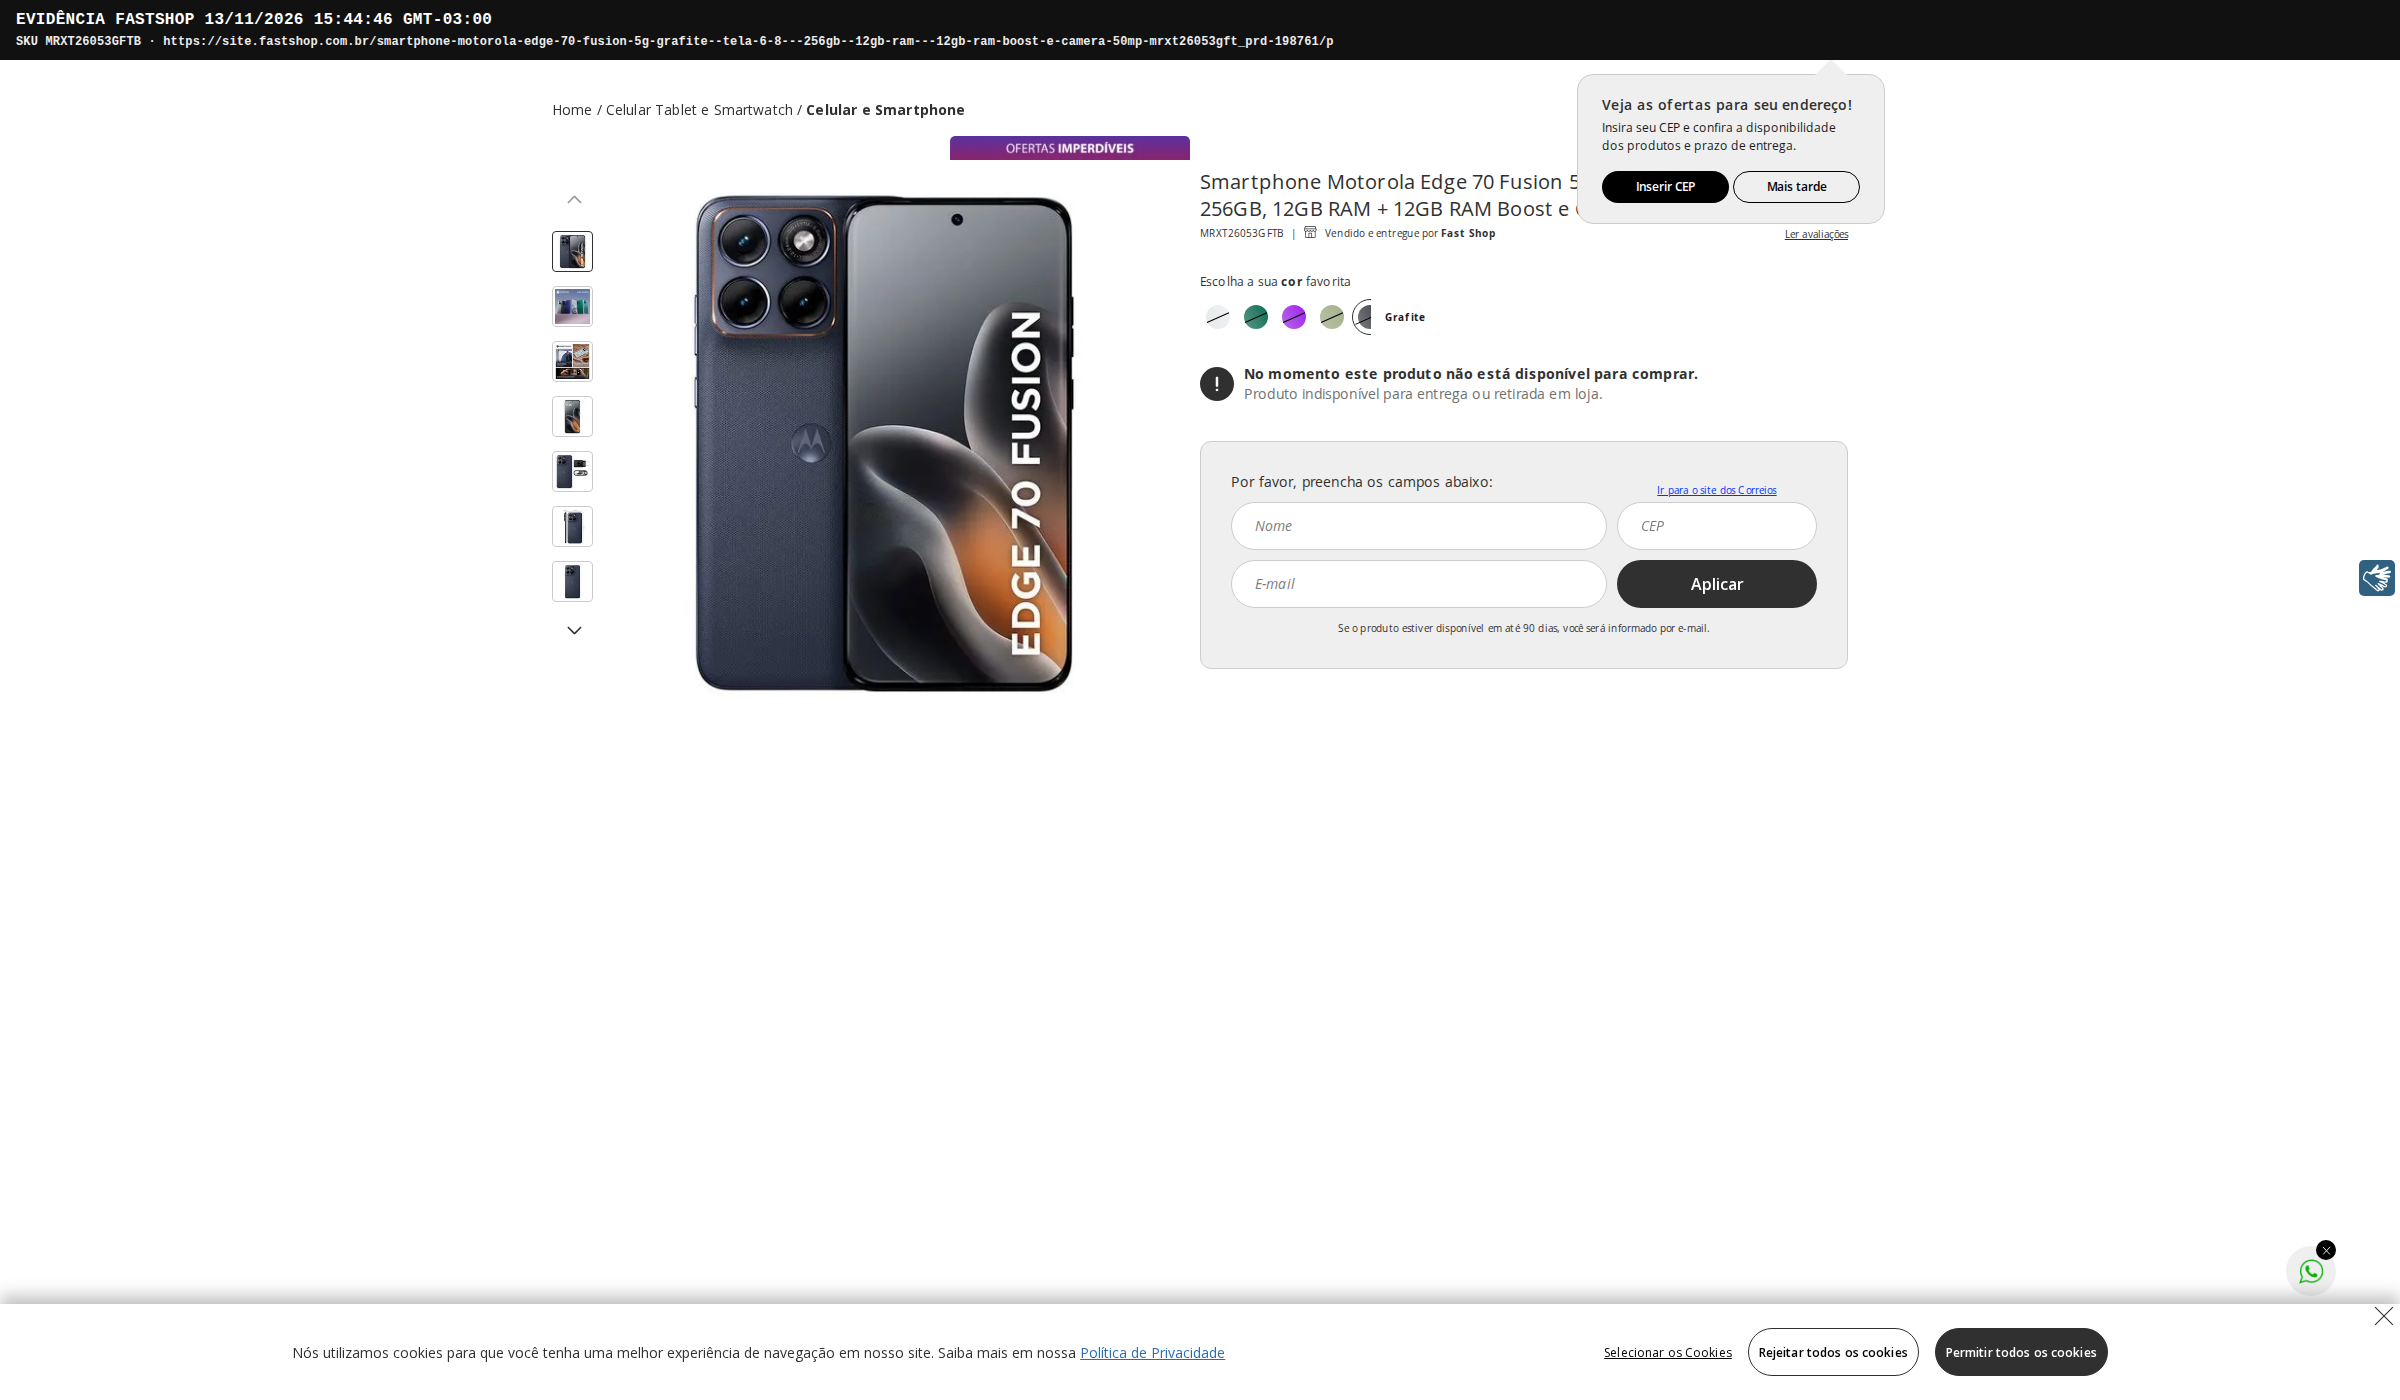 EVIDÊNCIA FASTSHOP 13/11/2026 15:44:46 GMT-03:00
SKU MRXT26053GFTB · https://site.fastshop.com.br/smartphone-motorola-edge-70-fusion-5g-grafite--tela-6-8---256gb--12gb-ram---12gb-ram-boost-e-camera-50mp-mrxt26053gft_prd-198761/p
Home / Celular Tablet e Smartwatch / Celular e Smartphone
Veja as ofertas para seu endereço!
Insira seu CEP e confira a disponibilidade
dos produtos e prazo de entrega.
Inserir CEP
Mais tarde
OFERTAS IMPERDÍVEIS
EDGE 70 FUSION
Smartphone Motorola Edge 70 Fusion
256GB, 12GB RAM + 12GB RAM Boost e
MRXT26053GFTB | Vendido e entregue por Fast Shop
Ler avaliações
Escolha a sua cor favorita
Grafite
No momento este produto não está disponível para comprar.
Produto indisponível para entrega ou retirada em loja.
Por favor, preencha os campos abaixo:
Ir para o site dos Correios
Nome
CEP
E-mail
Aplicar
Se o produto estiver disponível em até 90 dias, você será informado por e-mail.
Nós utilizamos cookies para que você tenha uma melhor experiência de navegação em nosso site. Saiba mais em nossa Política de Privacidade
Selecionar os Cookies
Rejeitar todos os cookies
Permitir todos os cookies